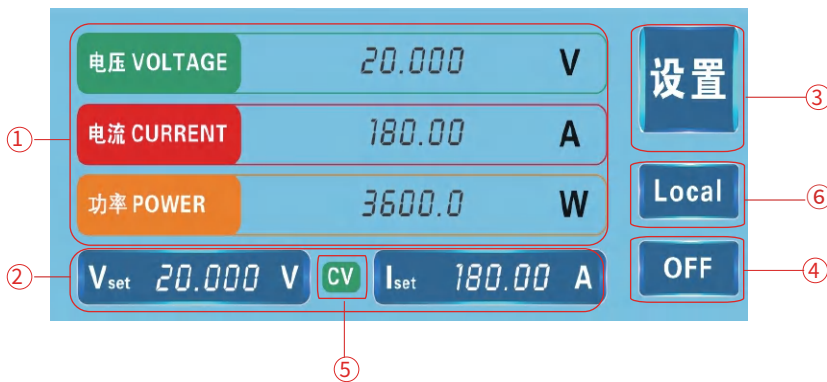 电压 VOLTAGE 20.000 V
设置
③
① 电流 CURRENT 180.00 A
功率 POWER 3600.0 W
Local ⑥
② Vset 20.000 V CV Iset 180.00 A
OFF ④
⑤